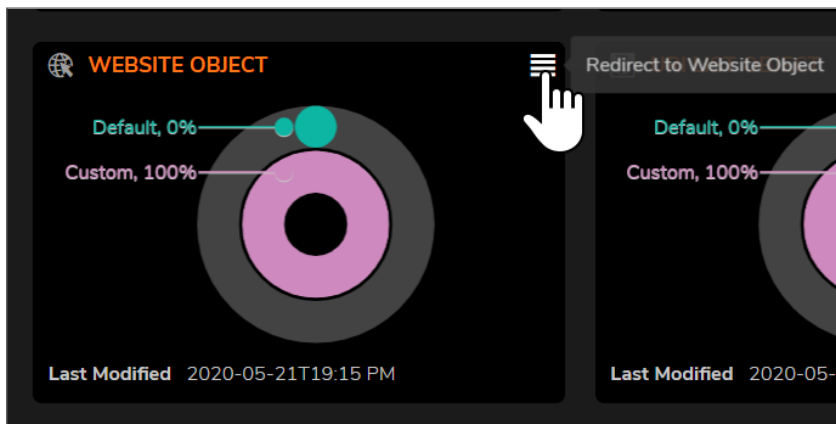 WEBSITE OBJECT
Redirect to Website Object
Default, 0%
Custom, 100%
Last Modified 2020-05-21T19:15 PM
Default, 0%
Custom, 100%
Last Modified 2020-05-